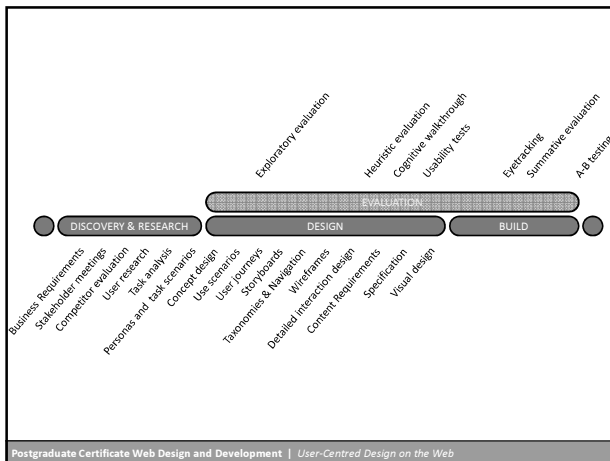 Exploratory evaluation
Heuristic evaluation
Cognitive walkthrough
Usability tests
Eyetracking
Summative evaluation
A-B testing
EVALUATION
DISCOVERY & RESEARCH
DESIGN
BUILD
Business Requirements
Stakeholder meetings
Competitor evaluation
User research
Task analysis
Personas and task scenarios
Concept design
Use scenarios
User journeys
Storyboards
Taxonomies & Navigation
Wireframes
Detailed interaction design
Content Requirements
Specification
Visual design
Postgraduate Certificate Web Design and Development | User-Centred Design on the Web